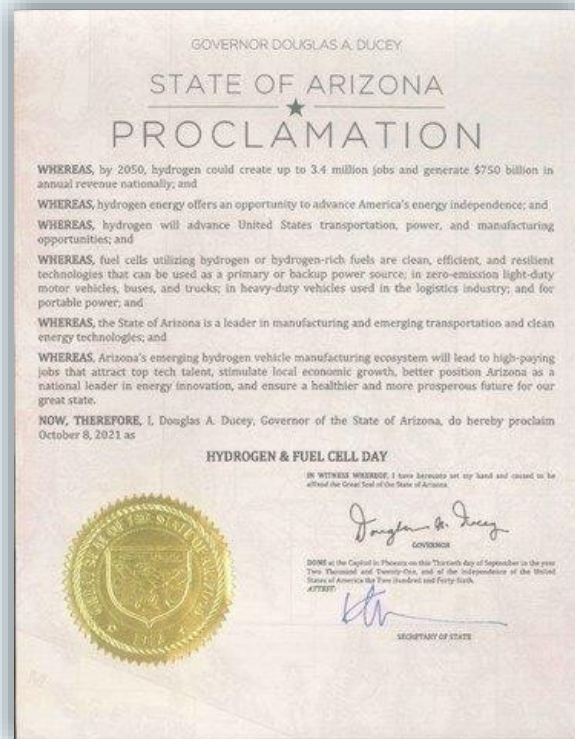 GOVERNOR DOUGLAS A. DUCEY
STATE OF ARIZONA
PROCLAMATION
WHEREAS, by 2050, hydrogen could create up to 3.4 million jobs and generate $750 billion in
annual revenue nationally; and
WHEREAS, hydrogen energy offers an opportunity to advance America's energy independence; and
WHEREAS, hydrogen will advance United States transportation, power, and manufacturing
opportunities; and
WHEREAS, fuel cells utilizing hydrogen or hydrogen-rich fuels are clean, efficient, and resilient
technologies that can be used as a primary or backup power source; in zero-emission light-duty
motor vehicles, buses, and trucks; in heavy-duty vehicles used in the logistics industry; and for
portable power; and
WHEREAS, the State of Arizona is a leader in manufacturing and emerging transportation and clean
energy technologies; and
WHEREAS, Arizona's emerging hydrogen vehicle manufacturing ecosystem will lead to high-paying
jobs that attract top tech talent, stimulate local economic growth, better position Arizona as a
national leader in energy innovation, and ensure a healthier and more prosperous future for our
great state.
NOW, THEREFORE, I, Douglas A. Ducey, Governor of the State of Arizona, do hereby proclaim
October 8, 2021 as
HYDROGEN & FUEL CELL DAY
IN WITNESS WHEREOF, I have hereunto set my hand and caused to be
affixed the Great Seal of the State of Arizona
Douglas A. Ducey
GOVERNOR
DONE at the Capitol in Phoenix on this Thirtieth day of September in the year
Two Thousand and Twenty-One, and of the Independence of the United
States of America the Two Hundred and Forty-Sixth.
ATTEST:
SECRETARY OF STATE
GREAT SEAL OF THE STATE OF ARIZONA
1912